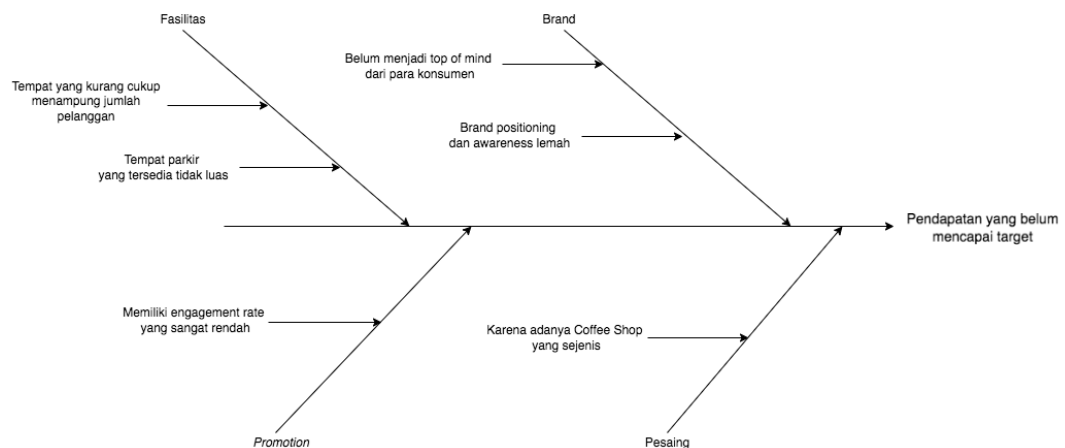 Fasilitas
Brand
Belum menjadi top of mind
dari para konsumen
Tempat yang kurang cukup
menampung jumlah
pelanggan
Brand positioning
dan awareness lemah
Tempat parkir
yang tersedia tidak luas
Pendapatan yang belum
mencapai target
Memiliki engagement rate
yang sangat rendah
Karena adanya Coffee Shop
yang sejenis
Promotion
Pesaing